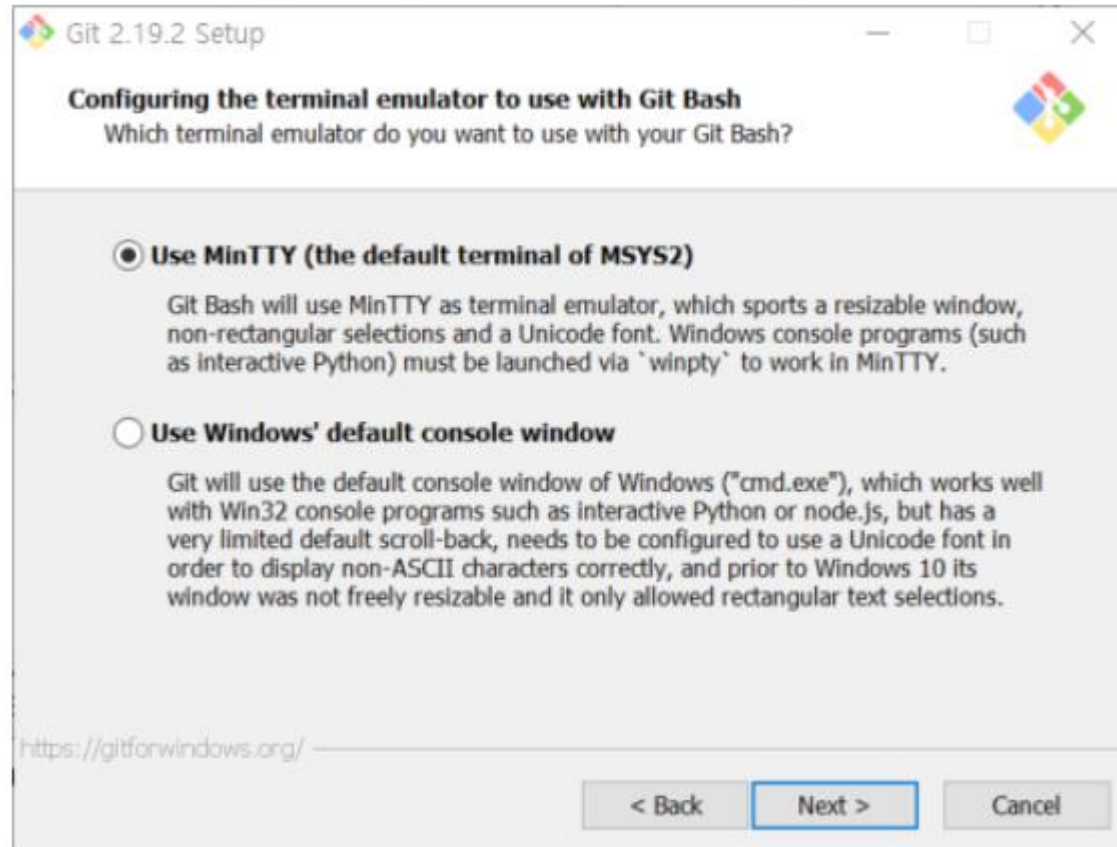 Git 2.19.2 Setup
Configuring the terminal emulator to use with Git Bash
Which terminal emulator do you want to use with your Git Bash?
Use MinTTY (the default terminal of MSYS2)
Git Bash will use MinTTY as terminal emulator, which sports a resizable window,
non-rectangular selections and a Unicode font. Windows console programs (such
as interactive Python) must be launched via `winpty` to work in MinTTY.
Use Windows' default console window
Git will use the default console window of Windows ("cmd.exe"), which works well
with Win32 console programs such as interactive Python or node.js, but has a
very limited default scroll-back, needs to be configured to use a Unicode font in
order to display non-ASCII characters correctly, and prior to Windows 10 its
window was not freely resizable and it only allowed rectangular text selections.
https://gitforwindows.org/
< Back
Next >
Cancel